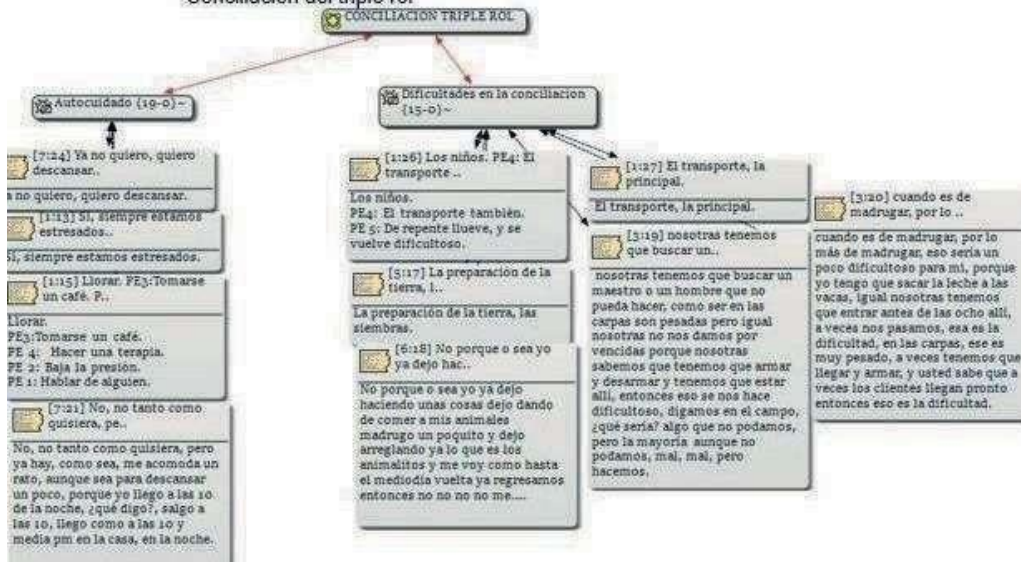 Conciliación del triple rol
CONCILIACION TRIPLE ROL
Autocuidado {19-0}~
[7:24] Ya no quiero, quiero
descansar..
no quiero, quiero descansar.
[1:13] Sí, siempre estamos
estresados..
Sí, siempre estamos estresados.
[1:15] Llorar. PE3:Tomarse
un café. P..
Llorar.
PE3:Tomarse un café.
PE 4: Hacer una terapia.
PE 2: Baja la presión.
PE 1: Hablar de alguien.
[7:21] No, no tanto como
quisiera, pe..
No, no tanto como quisiera, pero
ya hay, como sea, me acomoda un
rato, aunque sea para descansar
un poco, porque yo llego a las 10
de la noche, ¿qué digo?, salgo a
las 10, llego como a las 10 y
media pm en la casa, en la noche.
Dificultades en la conciliacion
{15-0}~
[1:26] Los niños. PE4: El
transporte ..
Los niños.
PE4: El transporte también.
PE 5: De repente llueve, y se
vuelve dificultoso.
[5:17] La preparación de la
tierra, l..
La preparación de la tierra, las
siembras.
[6:18] No porque o sea yo
ya dejo hac..
No porque o sea yo ya dejo
haciendo unas cosas dejo dando
de comer a mis animales
madrugo un poquito y dejo
arreglando ya lo que es los
animalitos y me voy como hasta
el mediodía vuelta ya regresamos
entonces no no no no me....
[1:27] El transporte, la
principal.
El transporte, la principal.
[3:19] nosotras tenemos
que buscar un..
nosotras tenemos que buscar un
maestro o un hombre que no
pueda hacer, como ser en las
carpas son pesadas pero igual
nosotras no nos damos por
vencidas porque nosotras
sabemos que tenemos que armar
y desarmar y tenemos que estar
allí, entonces eso se nos hace
dificultoso, digamos en el campo,
¿qué sería? algo que no podamos,
pero la mayoría aunque no
podamos, mal, mal, pero
hacemos.
[3:20] cuando es de
madrugar, por lo ..
cuando es de madrugar, por lo
más de madrugar, eso sería un
poco dificultoso para mí, porque
yo tengo que sacar la leche a las
vacas, igual nosotras tenemos
que entrar antes de las ocho allí,
a veces nos pasamos, esa es la
dificultad, en las carpas, ese es
muy pesado, a veces tenemos que
llegar y armar, y usted sabe que a
veces los clientes llegan pronto
entonces eso es la dificultad.